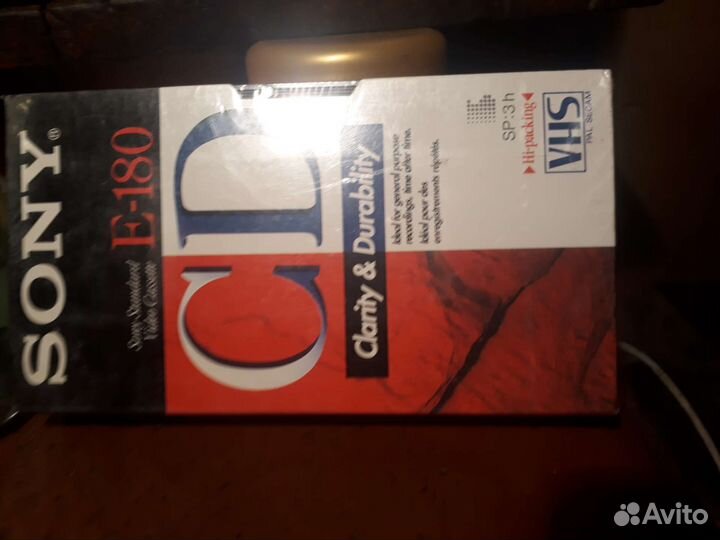 SONY®
Sony Standard
Video Cassette
E-180
CD
Clarity & Durability
Ideal for general purpose
recordings, time after time.
Idéal pour des
enregistrements répétés.
SP:3h
▶Hi-packing◀
VHS
PAL SECAM
Avito